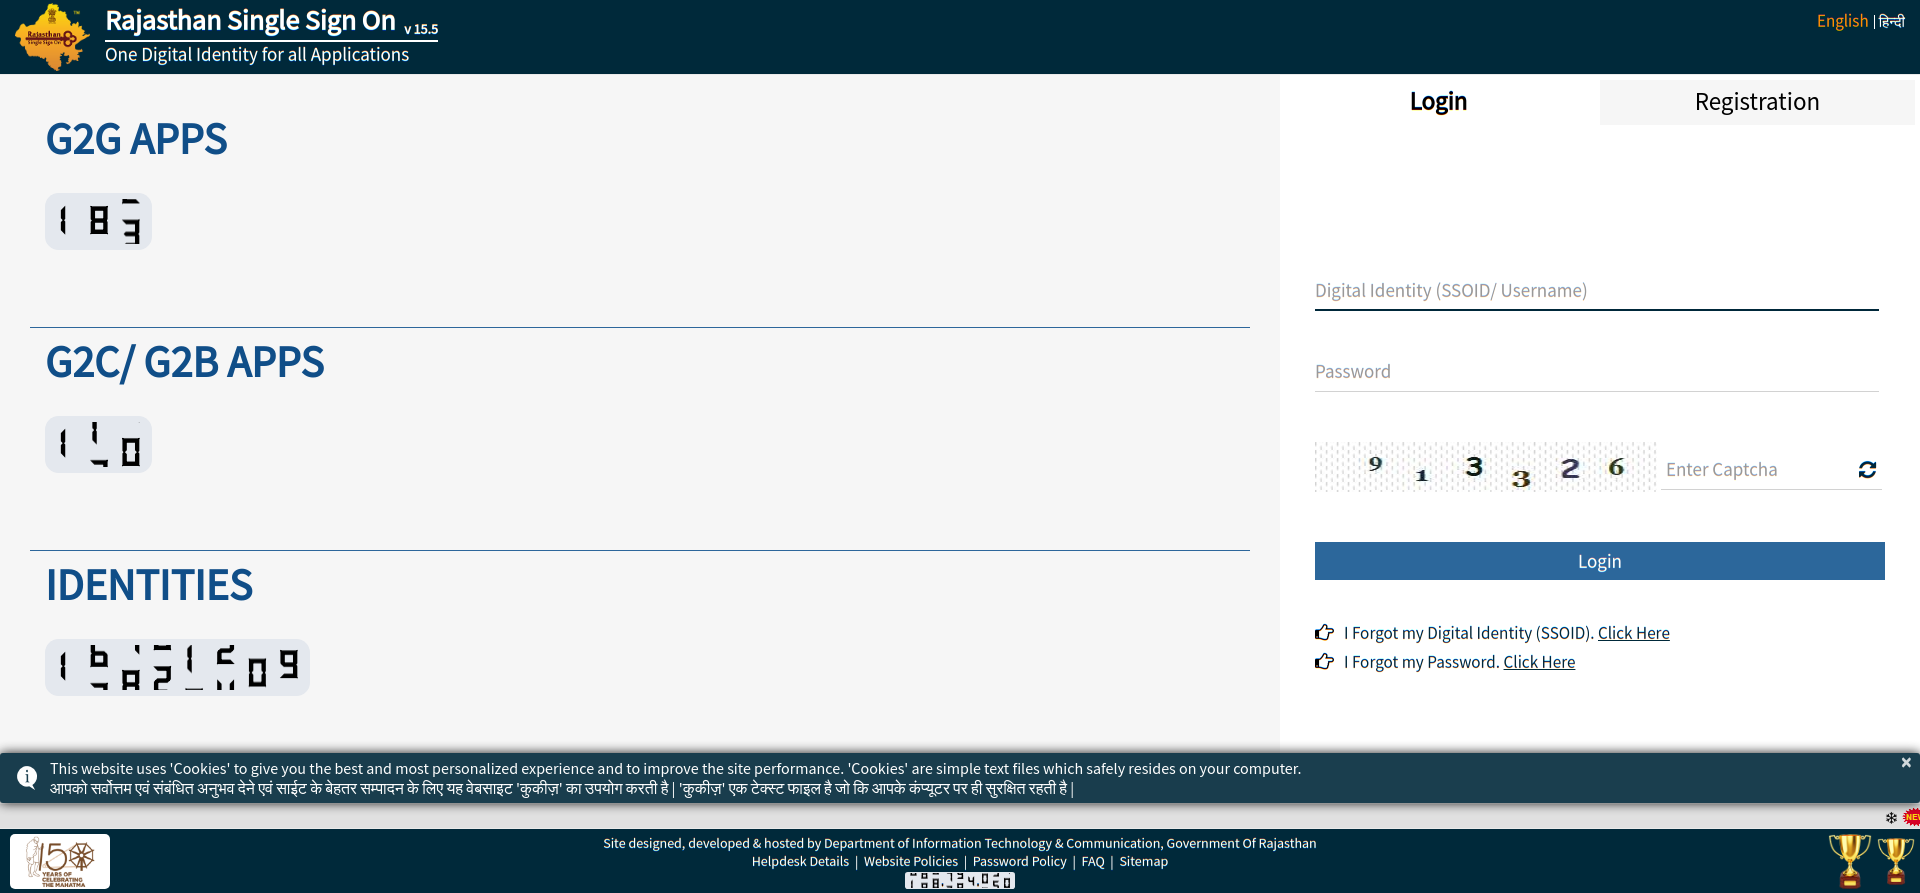 Rajasthan Single Sign On v 15.5
One Digital Identity for all Applications
English | हिन्दी
Login
Registration
G2G APPS
Digital Identity (SSOID/ Username)
G2C/ G2B APPS
Password
9 1 3 3 2 6
Enter Captcha
Login
IDENTITIES
I Forgot my Digital Identity (SSOID). Click Here
I Forgot my Password. Click Here
This website uses 'Cookies' to give you the best and most personalized experience and to improve the site performance. 'Cookies' are simple text files which safely resides on your computer.
आपको सर्वोत्तम एवं संबंधित अनुभव देने एवं साईट के बेहतर सम्पादन के लिए यह वेबसाइट 'कुकीज़' का उपयोग करती है | 'कुकीज़' एक टेक्स्ट फाइल है जो कि आपके कंप्यूटर पर ही सुरक्षित रहती है |
Site designed, developed & hosted by Department of Information Technology & Communication, Government Of Rajasthan
Helpdesk Details | Website Policies | Password Policy | FAQ | Sitemap
150
YEARS OF
CELEBRATING
THE MAHATMA